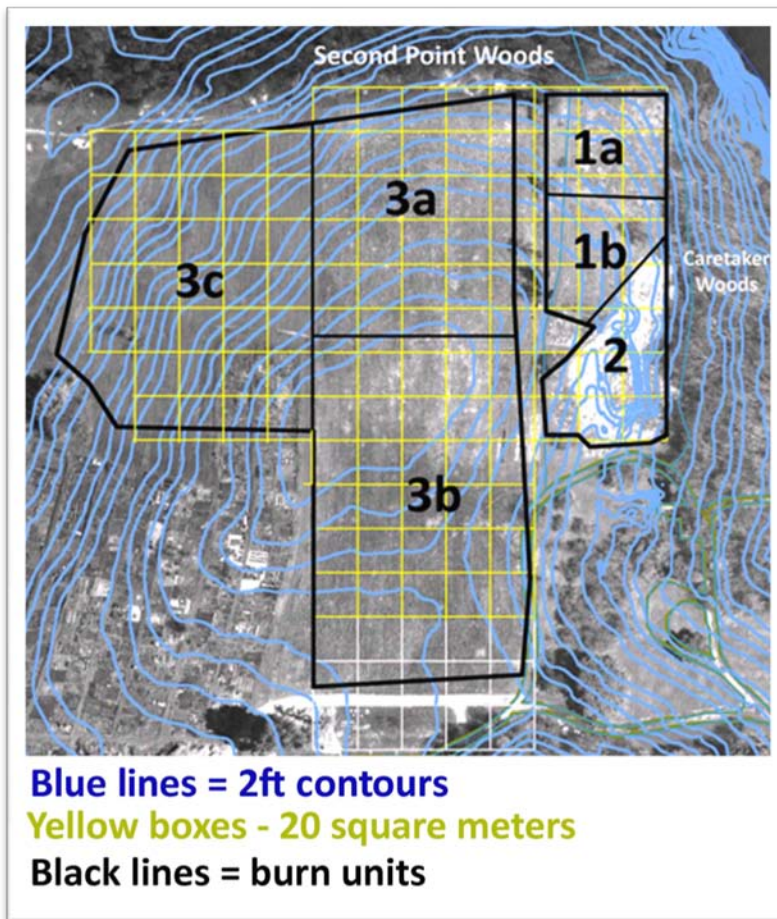 Second Point Woods
1a
3a
1b
3c
Caretaker
Woods
2
3b
Blue lines = 2ft contours
Yellow boxes - 20 square meters
Black lines = burn units